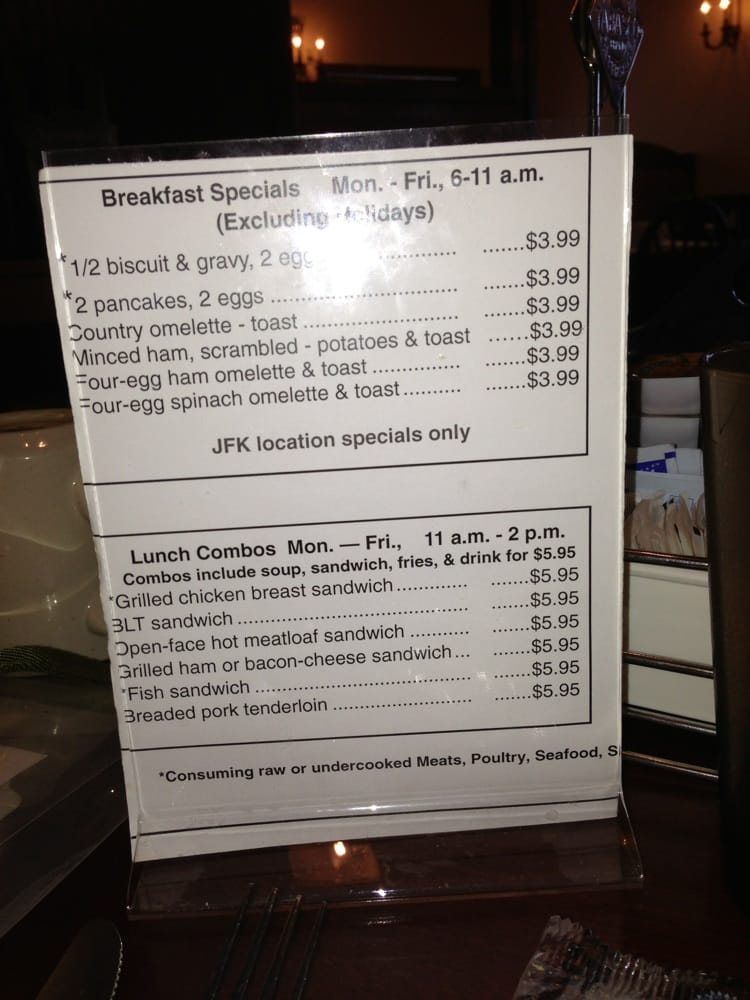 Breakfast Specials Mon. - Fri., 6-11 a.m.
(Excluding Holidays)
*1/2 biscuit & gravy, 2 eggs .............. .......$3.99
*2 pancakes, 2 eggs ................................ .......$3.99
Country omelette - toast .......................... .......$3.99
Minced ham, scrambled - potatoes & toast ......$3.99
Four-egg ham omelette & toast ............... .......$3.99
Four-egg spinach omelette & toast .......... .......$3.99
JFK location specials only
Lunch Combos Mon. — Fri., 11 a.m. - 2 p.m.
Combos include soup, sandwich, fries, & drink for $5.95
*Grilled chicken breast sandwich ............ .......$5.95
BLT sandwich ........................................ .......$5.95
Open-face hot meatloaf sandwich ........... .......$5.95
Grilled ham or bacon-cheese sandwich ... .......$5.95
*Fish sandwich ...................................... .......$5.95
Breaded pork tenderloin ........................ .......$5.95
*Consuming raw or undercooked Meats, Poultry, Seafood, S